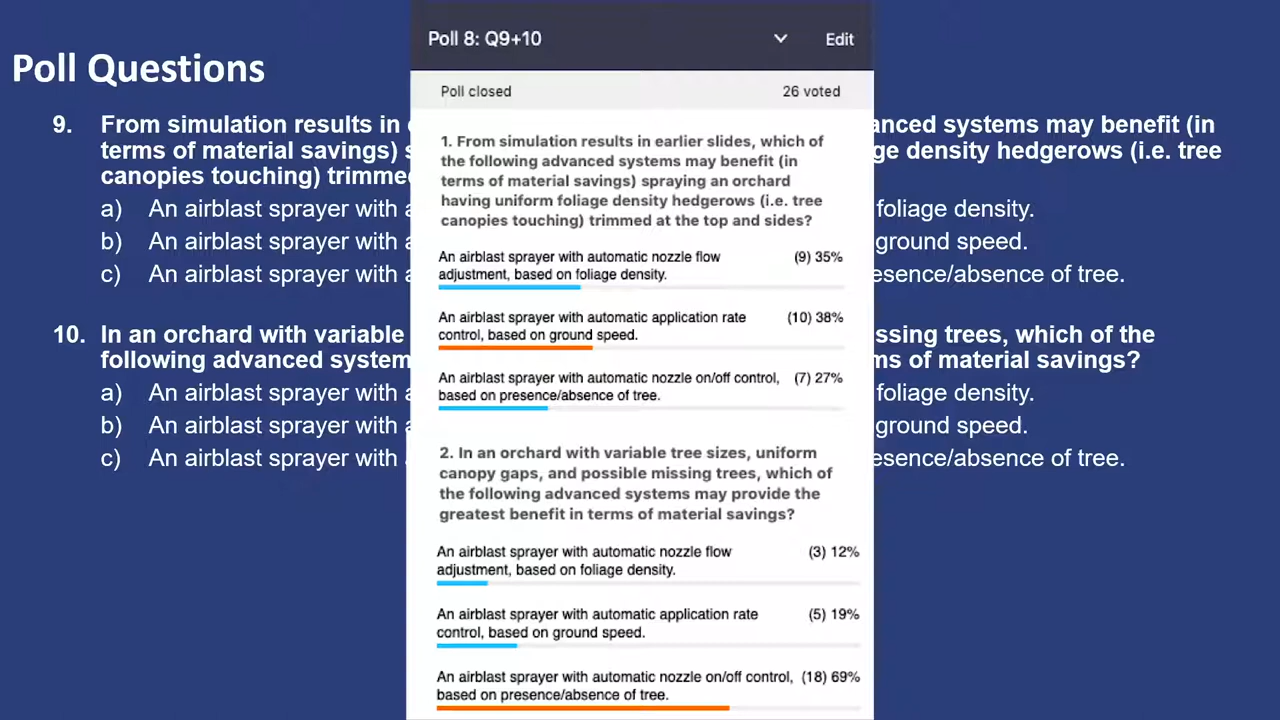 Poll Questions
9. From simulation results in
terms of material savings)
canopies touching) trimmed
a) An airblast sprayer with
b) An airblast sprayer with
c) An airblast sprayer with
10. In an orchard with variable
following advanced system
a) An airblast sprayer with
b) An airblast sprayer with
c) An airblast sprayer with
Poll 8: Q9+10 Edit
Poll closed 26 voted
1. From simulation results in earlier slides, which of
the following advanced systems may benefit (in
terms of material savings) spraying an orchard
having uniform foliage density hedgerows (i.e. tree
canopies touching) trimmed at the top and sides?
An airblast sprayer with automatic nozzle flow (9) 35%
adjustment, based on foliage density.
An airblast sprayer with automatic application rate (10) 38%
control, based on ground speed.
An airblast sprayer with automatic nozzle on/off control, (7) 27%
based on presence/absence of tree.
2. In an orchard with variable tree sizes, uniform
canopy gaps, and possible missing trees, which of
the following advanced systems may provide the
greatest benefit in terms of material savings?
An airblast sprayer with automatic nozzle flow (3) 12%
adjustment, based on foliage density.
An airblast sprayer with automatic application rate (5) 19%
control, based on ground speed.
An airblast sprayer with automatic nozzle on/off control, (18) 69%
based on presence/absence of tree.
anced systems may benefit (in
ge density hedgerows (i.e. tree
foliage density.
ground speed.
esence/absence of tree.
ssing trees, which of the
ms of material savings?
foliage density.
ground speed.
esence/absence of tree.